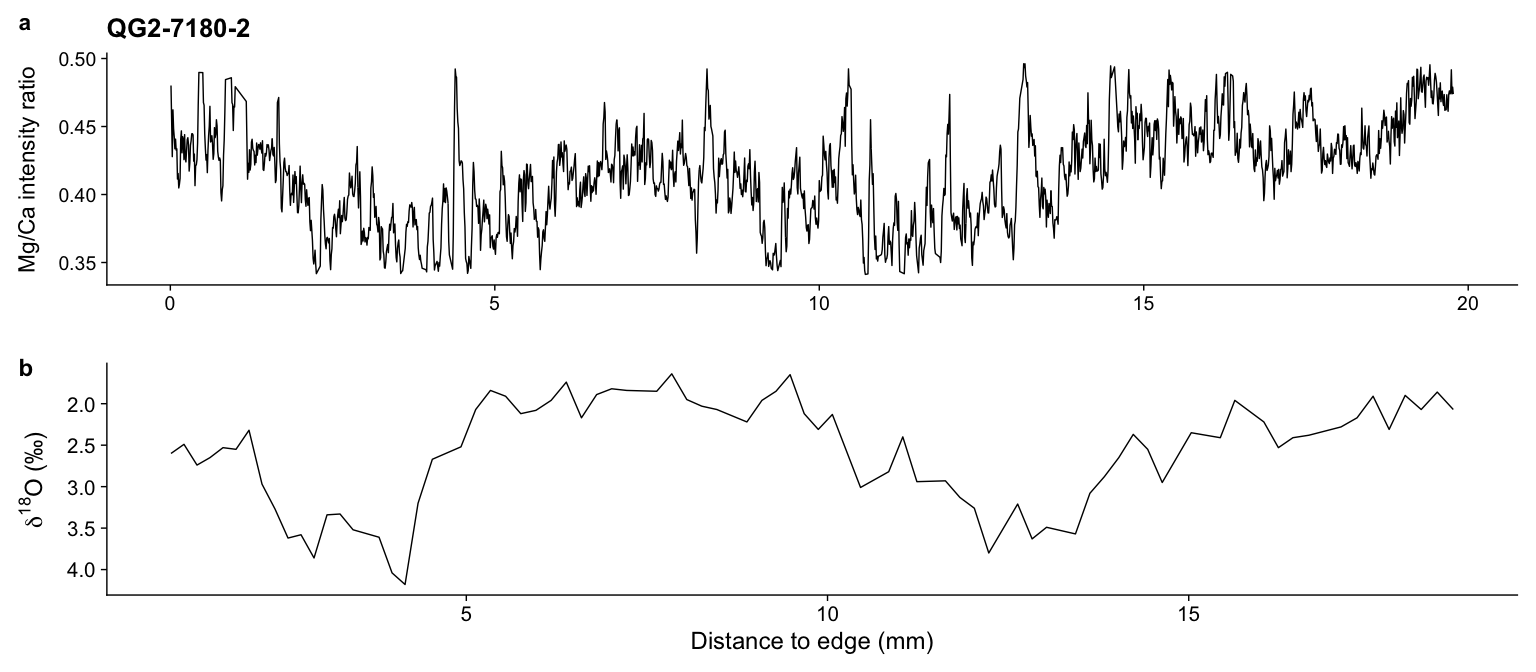 a
QG2-7180-2
Mg/Ca intensity ratio
0.50
0.45
0.40
0.35
0 5 10 15 20
b
δ¹⁸O (‰)
2.0
2.5
3.0
3.5
4.0
5 10 15
Distance to edge (mm)